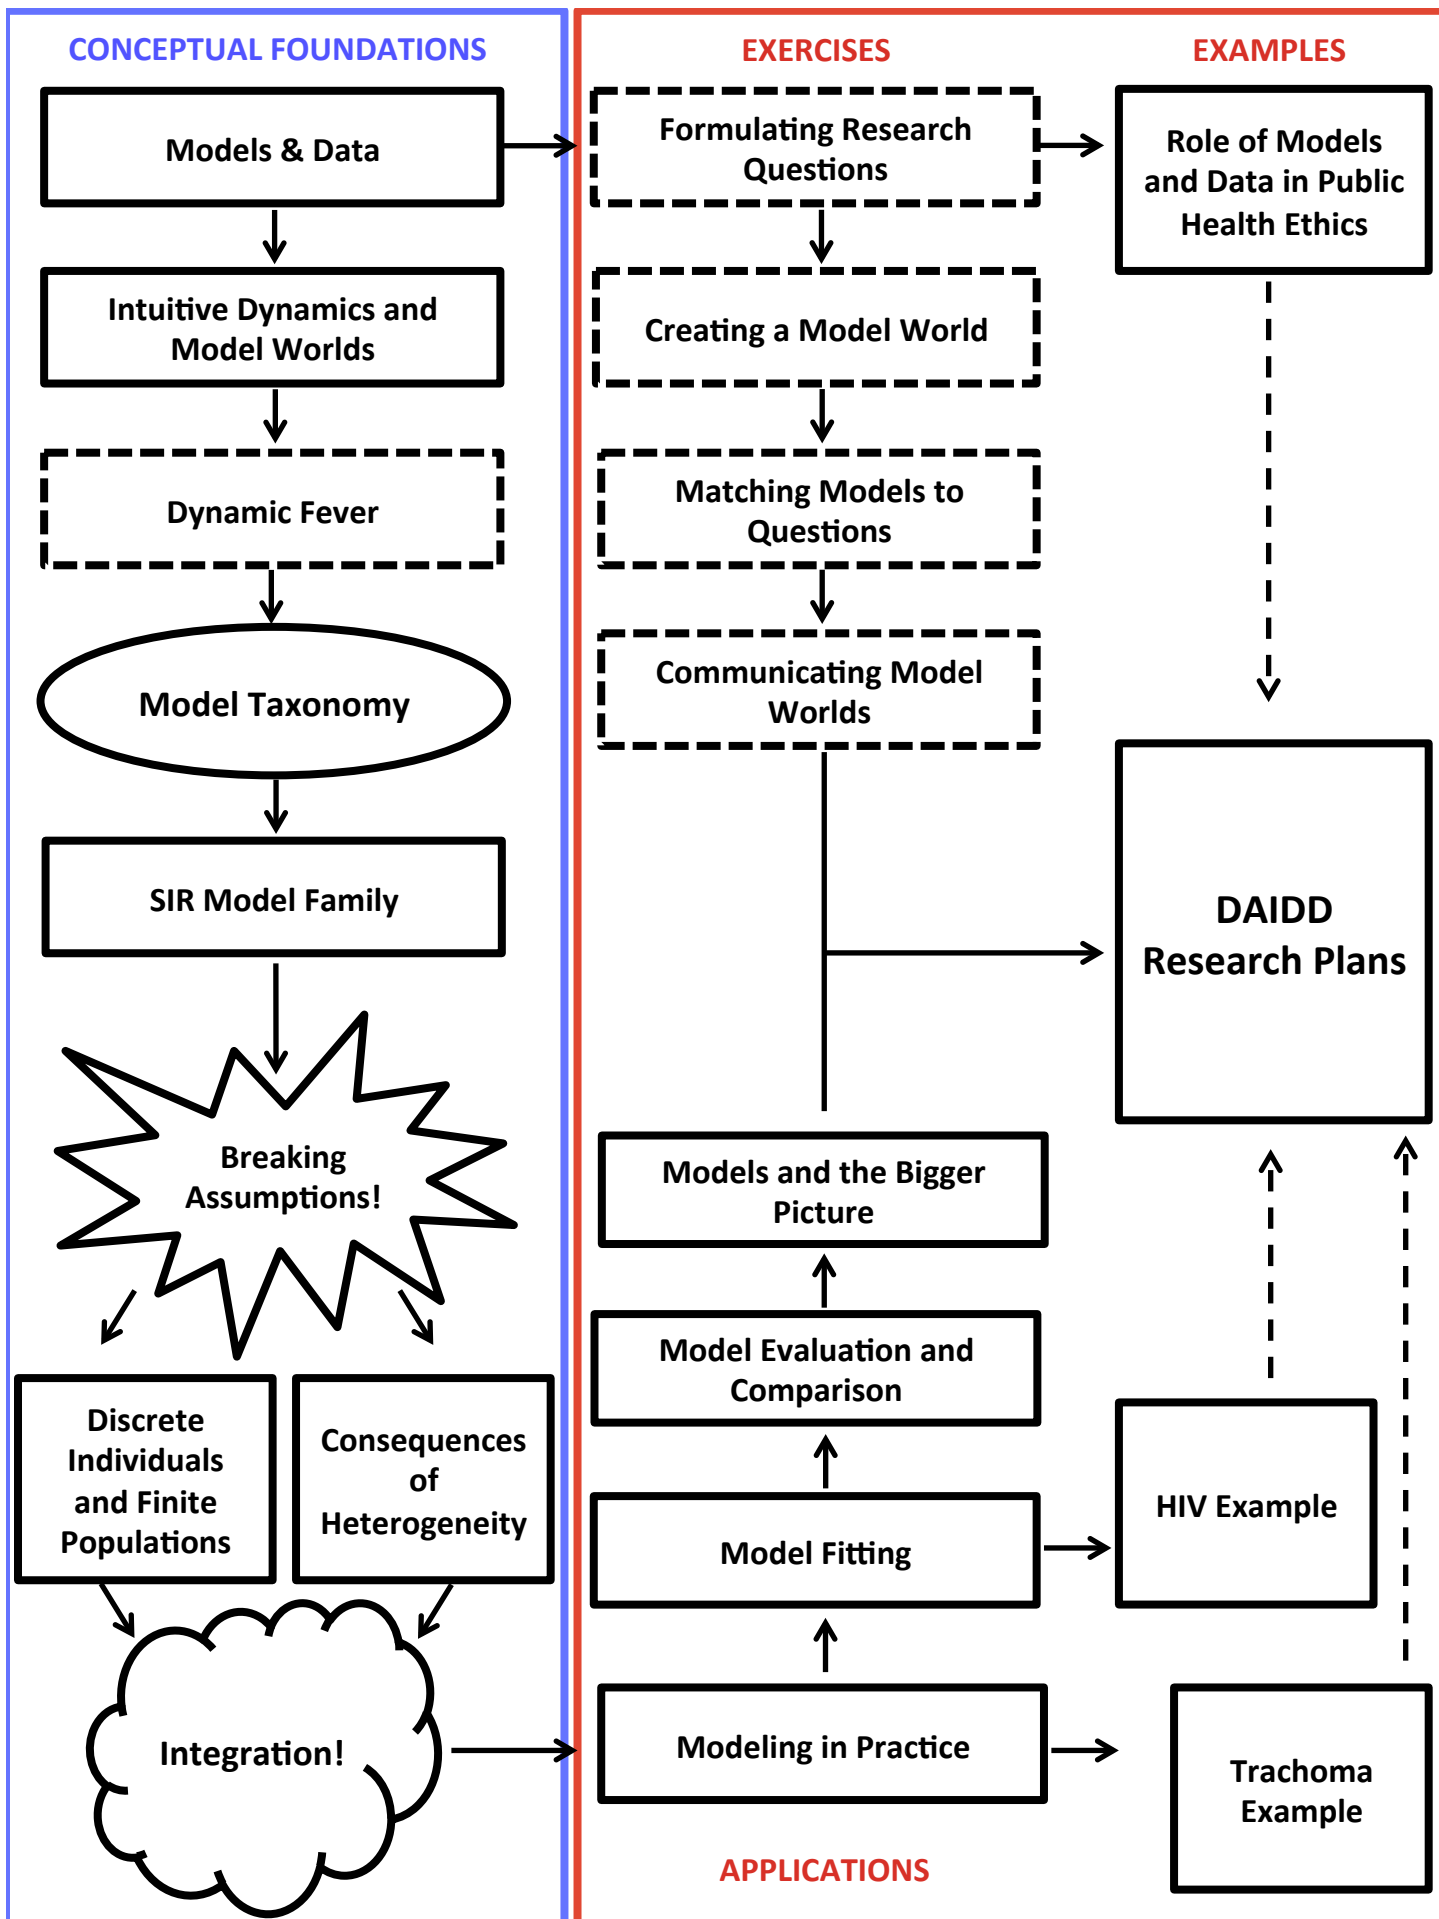 CONCEPTUAL FOUNDATIONS
Models & Data
Intuitive Dynamics and
Model Worlds
Dynamic Fever
Model Taxonomy
SIR Model Family
Breaking
Assumptions!
Discrete
Individuals
and Finite
Populations
Consequences
of
Heterogeneity
Integration!
EXERCISES
Formulating Research
Questions
Creating a Model World
Matching Models to
Questions
Communicating Model
Worlds
Models and the Bigger
Picture
Model Evaluation and
Comparison
Model Fitting
Modeling in Practice
APPLICATIONS
EXAMPLES
Role of Models
and Data in Public
Health Ethics
DAIDD
Research Plans
HIV Example
Trachoma
Example